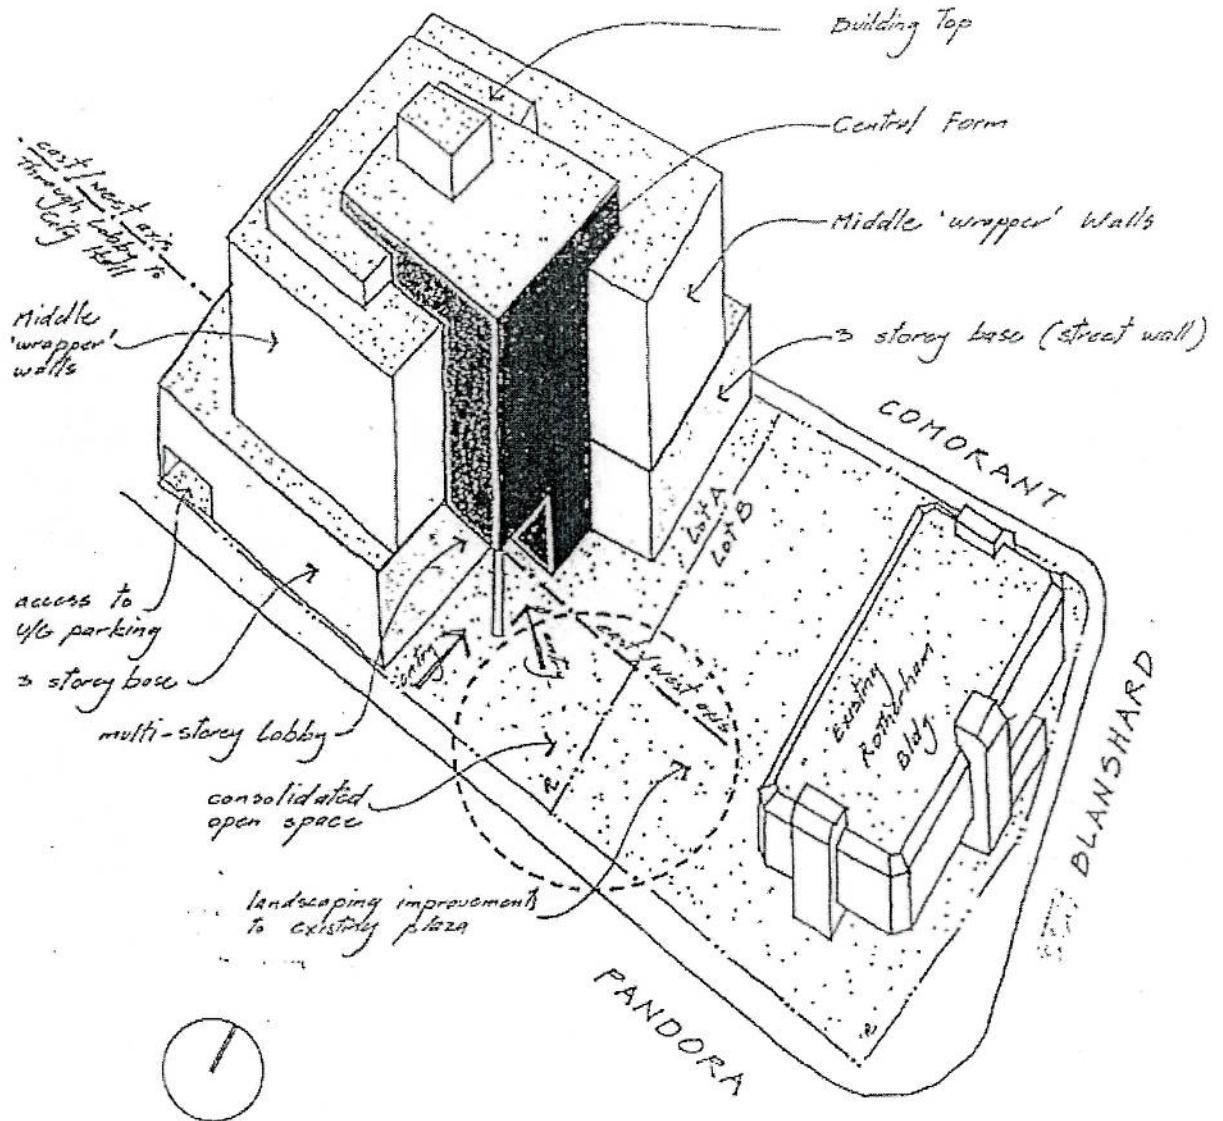 Building Top
Central Form
Middle 'wrapper' Walls
3 storey base (street wall)
east/west axis
through lobby to
City Hall
Middle
'wrapper'
walls
access to
U/G parking
3 storey base
multi-storey lobby
consolidated
open space
landscaping improvements
to existing plaza
entry
entry
east/west axis
Lot A
Lot B
Existing
Rotherham
Bldg.
COMORANT
BLANSHARD
PANDORA